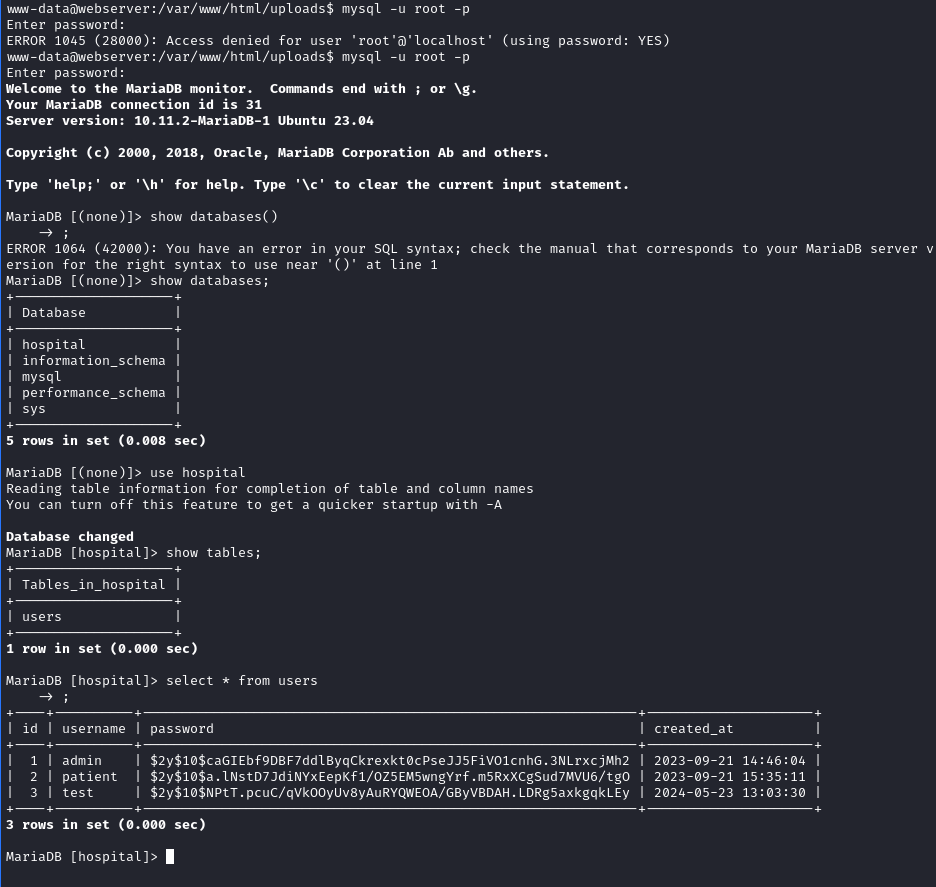 www-data@webserver:/var/www/html/uploads$ mysql -u root -p
Enter password:
ERROR 1045 (28000): Access denied for user 'root'@'localhost' (using password: YES)
www-data@webserver:/var/www/html/uploads$ mysql -u root -p
Enter password:
Welcome to the MariaDB monitor.  Commands end with ; or \g.
Your MariaDB connection id is 31
Server version: 10.11.2-MariaDB-1 Ubuntu 23.04

Copyright (c) 2000, 2018, Oracle, MariaDB Corporation Ab and others.

Type 'help;' or '\h' for help. Type '\c' to clear the current input statement.

MariaDB [(none)]> show databases()
    -> ;
ERROR 1064 (42000): You have an error in your SQL syntax; check the manual that corresponds to your MariaDB server v
ersion for the right syntax to use near '()' at line 1
MariaDB [(none)]> show databases;
+--------------------+
| Database           |
+--------------------+
| hospital           |
| information_schema |
| mysql              |
| performance_schema |
| sys                |
+--------------------+
5 rows in set (0.008 sec)

MariaDB [(none)]> use hospital
Reading table information for completion of table and column names
You can turn off this feature to get a quicker startup with -A

Database changed
MariaDB [hospital]> show tables;
+--------------------+
| Tables_in_hospital |
+--------------------+
| users              |
+--------------------+
1 row in set (0.000 sec)

MariaDB [hospital]> select * from users
    -> ;
+----+----------+--------------------------------------------------------------+---------------------+
| id | username | password                                                     | created_at          |
+----+----------+--------------------------------------------------------------+---------------------+
|  1 | admin    | $2y$10$caGIEbf9DBF7ddlByqCkrexkt0cPseJJ5FiVO1cnhG.3NLrxcjMh2 | 2023-09-21 14:46:04 |
|  2 | patient  | $2y$10$a.lNstD7JdiNYxEepKf1/OZ5EM5wngYrf.m5RxXCgSud7MVU6/tgO | 2023-09-21 15:35:11 |
|  3 | test     | $2y$10$NPtT.pcuC/qVkOOyUv8yAuRYQWEOA/GByVBDAH.LDRg5axkgqkLEy | 2024-05-23 13:03:30 |
+----+----------+--------------------------------------------------------------+---------------------+
3 rows in set (0.000 sec)

MariaDB [hospital]>